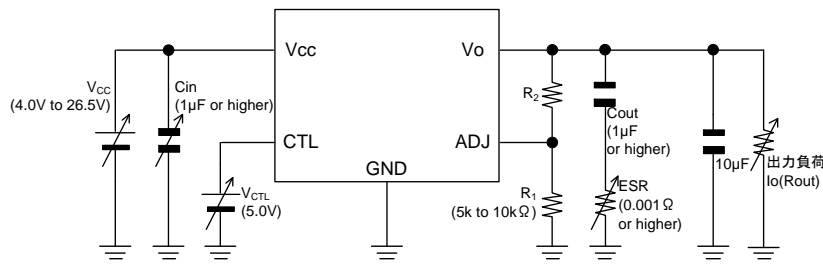 Vcc
Vo
CTL
ADJ
GND
VCC
(4.0V to 26.5V)
Cin
(1µF or higher)
VCTL
(5.0V)
R2
R1
(5k to 10kΩ)
Cout
(1µF
or higher)
ESR
(0.001Ω
or higher)
10µF
出力負荷
Io(Rout)